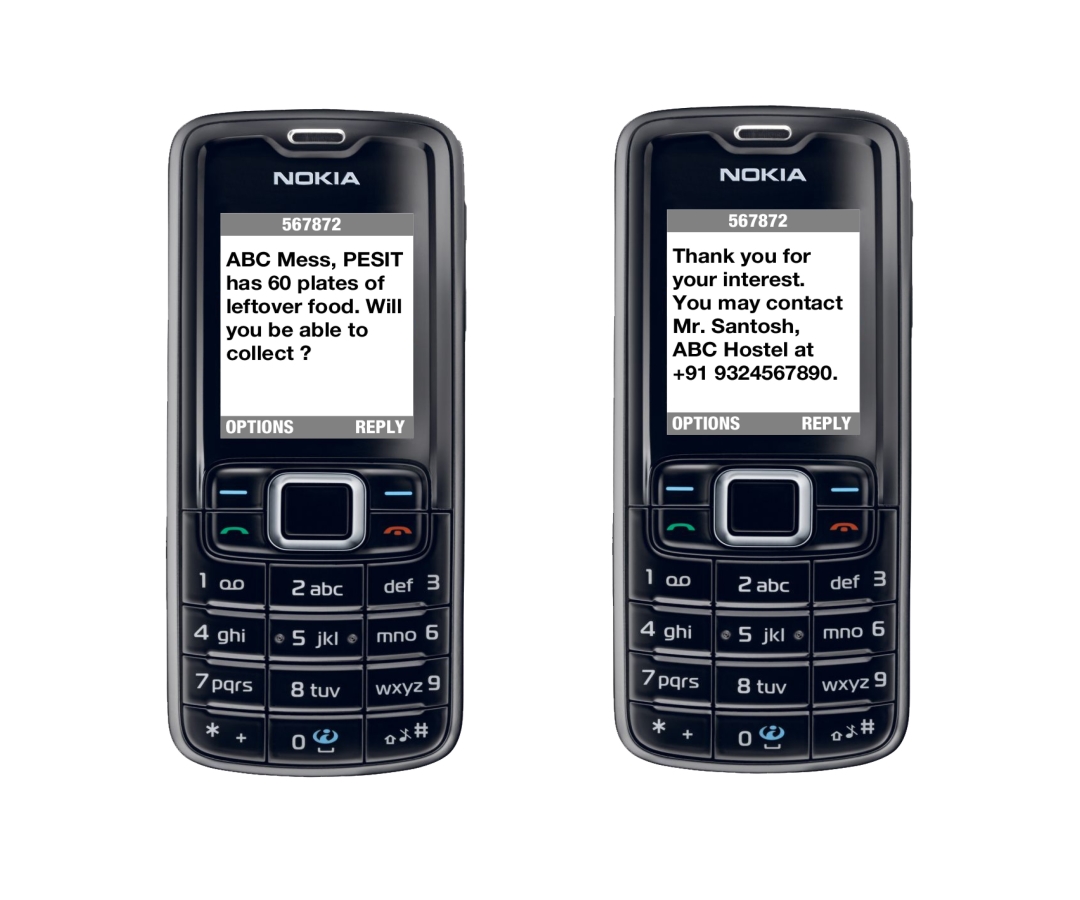 NOKIA
567872
ABC Mess, PESIT
has 60 plates of
leftover food. Will
you be able to
collect ?
OPTIONS REPLY
1
2 abc
def 3
4 ghi
5 jkl
mno 6
7 pqrs
8 tuv
wxyz 9
* +
0
#
NOKIA
567872
Thank you for
your interest.
You may contact
Mr. Santosh,
ABC Hostel at
+91 9324567890.
OPTIONS REPLY
1
2 abc
def 3
4 ghi
5 jkl
mno 6
7 pqrs
8 tuv
wxyz 9
* +
0
#